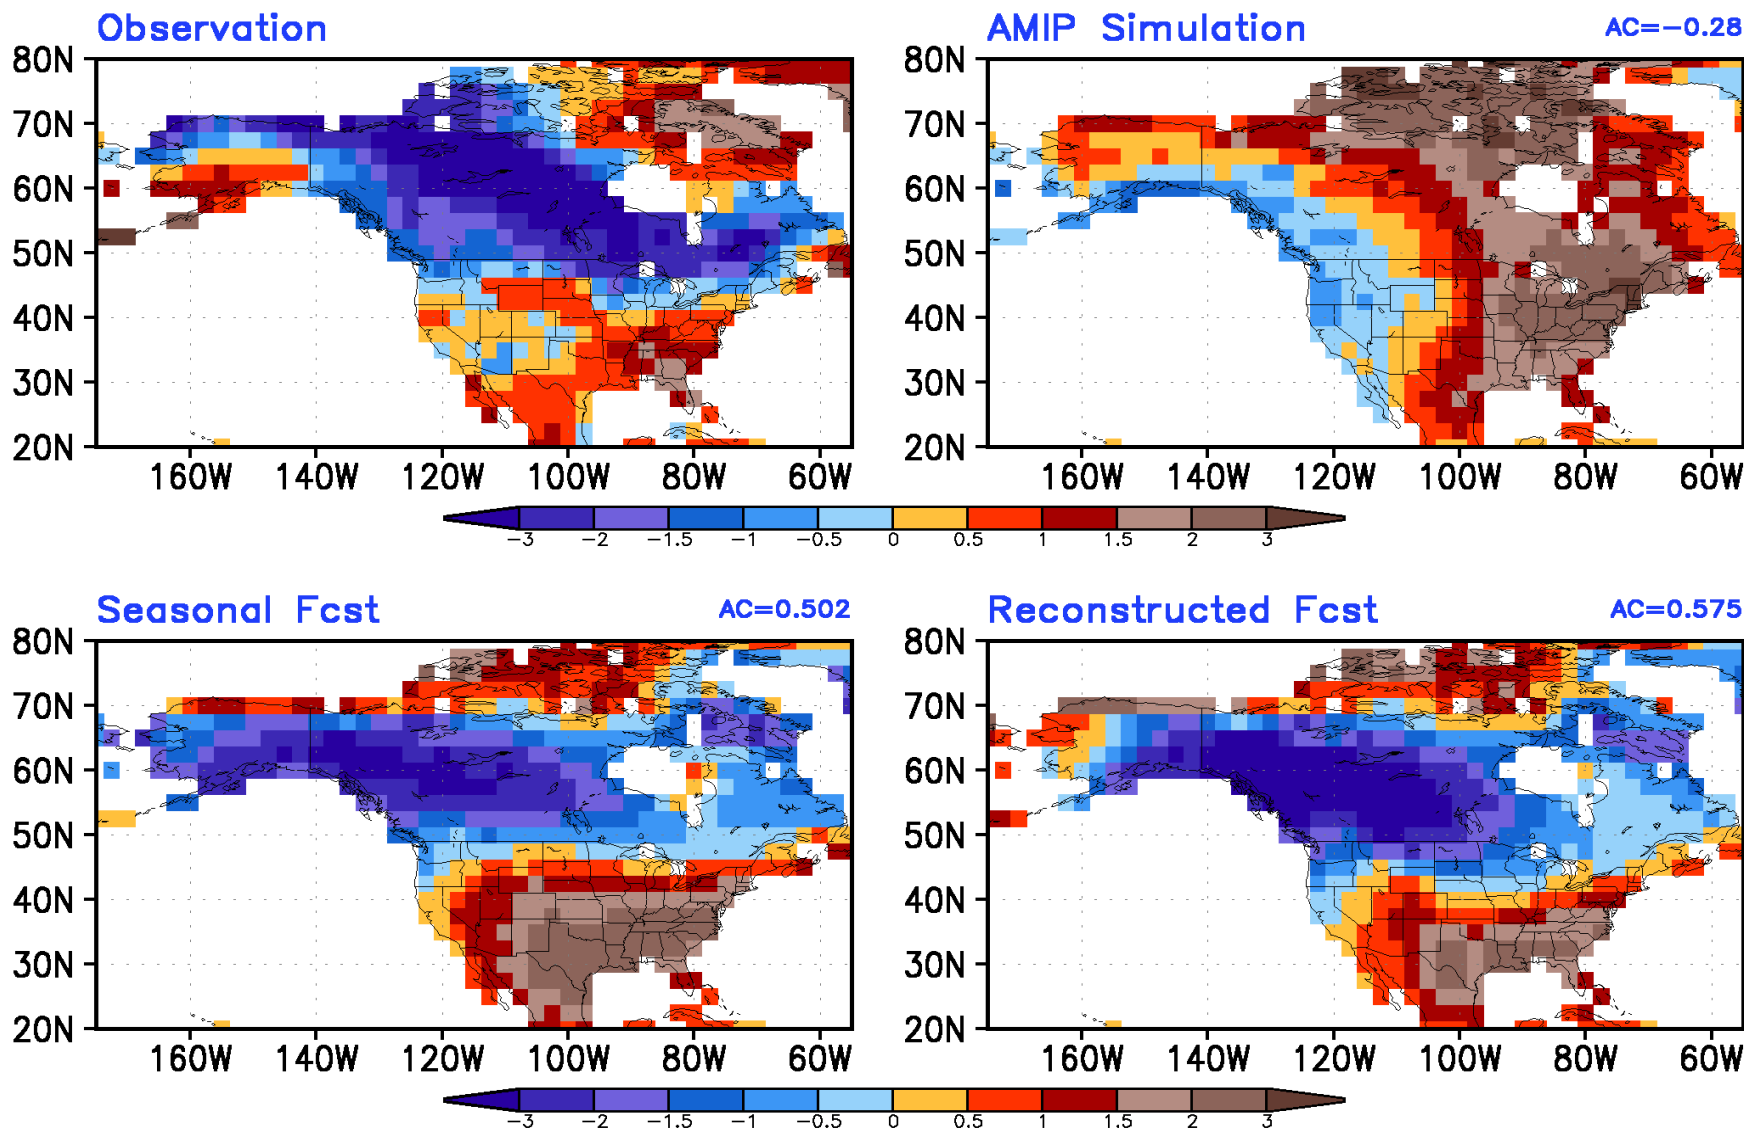 Observation
AMIP Simulation AC=−0.28
80N 80N
70N 70N
60N 60N
50N 50N
40N 40N
30N 30N
20N 20N
160W 140W 120W 100W 80W 60W 160W 140W 120W 100W 80W 60W
−3 −2 −1.5 −1 −0.5 0 0.5 1 1.5 2 3
Seasonal Fcst AC=0.502
Reconstructed Fcst AC=0.575
80N 80N
70N 70N
60N 60N
50N 50N
40N 40N
30N 30N
20N 20N
160W 140W 120W 100W 80W 60W 160W 140W 120W 100W 80W 60W
−3 −2 −1.5 −1 −0.5 0 0.5 1 1.5 2 3